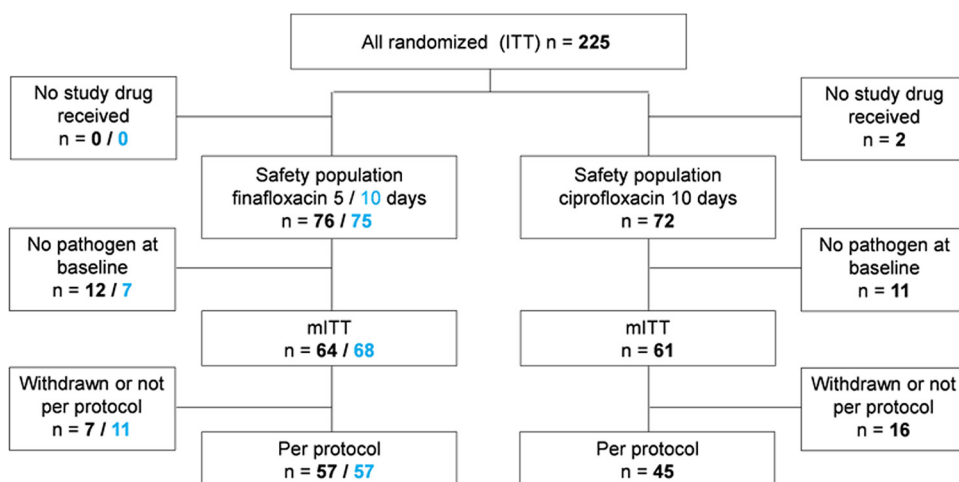 All randomized (ITT) n = 225
No study drug
received
n = 0 / 0
No study drug
received
n = 2
Safety population
finafloxacin 5 / 10 days
n = 76 / 75
Safety population
ciprofloxacin 10 days
n = 72
No pathogen at
baseline
n = 12 / 7
No pathogen at
baseline
n = 11
mITT
n = 64 / 68
mITT
n = 61
Withdrawn or not
per protocol
n = 7 / 11
Withdrawn or not
per protocol
n = 16
Per protocol
n = 57 / 57
Per protocol
n = 45